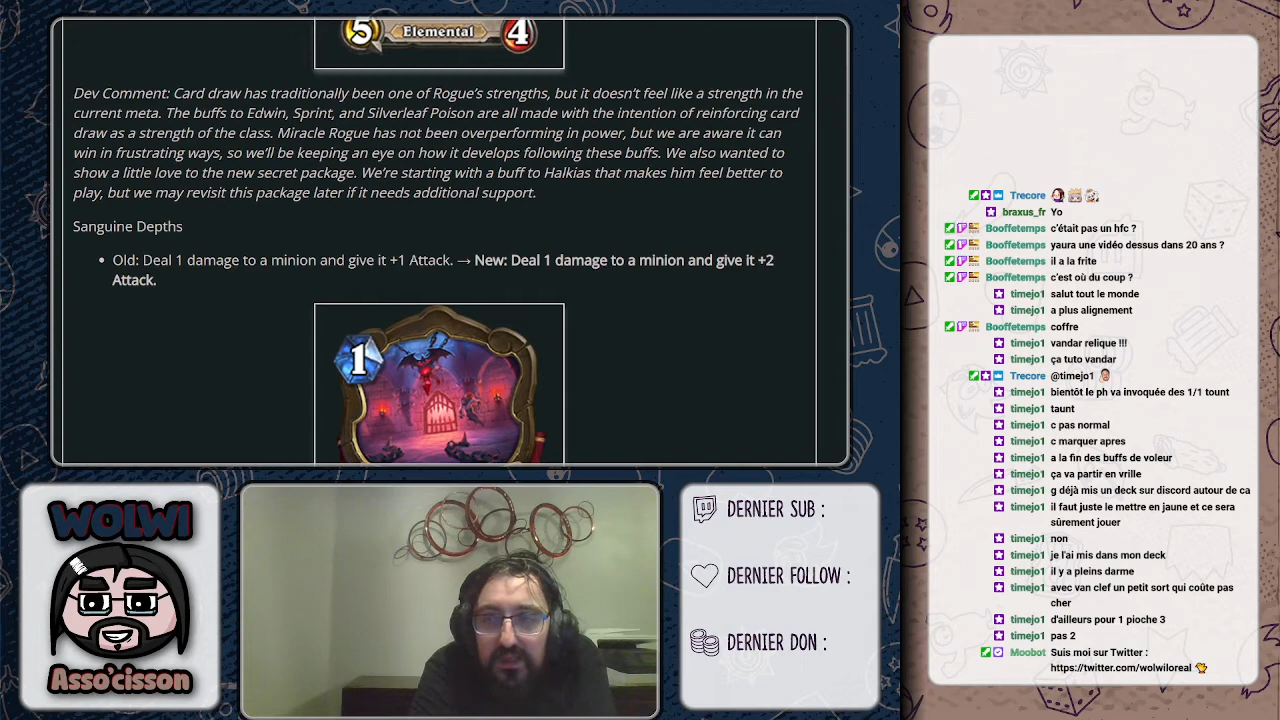 5 Elemental 4
Dev Comment: Card draw has traditionally been one of Rogue's strengths, but it doesn't feel like a strength in the
current meta. The buffs to Edwin, Sprint, and Silverleaf Poison are all made with the intention of reinforcing card
draw as a strength of the class. Miracle Rogue has not been overperforming in power, but we are aware it can
win in frustrating ways, so we'll be keeping an eye on how it develops following these buffs. We also wanted to
show a little love to the new secret package. We're starting with a buff to Halkias that makes him feel better to
play, but we may revisit this package later if it needs additional support.
Sanguine Depths
• Old: Deal 1 damage to a minion and give it +1 Attack. → New: Deal 1 damage to a minion and give it +2
Attack.
1
WOLWI
Asso'cisson
DERNIER SUB :
DERNIER FOLLOW :
DERNIER DON :
Trecore
braxus_fr Yo
Booffetemps c'était pas un hfc ?
Booffetemps yaura une vidéo dessus dans 20 ans ?
Booffetemps il a la frite
Booffetemps c'est où du coup ?
timejo1 salut tout le monde
timejo1 a plus alignement
Booffetemps coffre
timejo1 vandar relique !!!
timejo1 ça tuto vandar
Trecore @timejo1
timejo1 bientôt le ph va invoquée des 1/1 tount
timejo1 taunt
timejo1 c pas normal
timejo1 c marquer apres
timejo1 a la fin des buffs de voleur
timejo1 ça va partir en vrille
timejo1 g déjà mis un deck sur discord autour de ca
timejo1 il faut juste le mettre en jaune et ce sera
sûrement jouer
timejo1 non
timejo1 je l'ai mis dans mon deck
timejo1 il y a pleins darme
timejo1 avec van clef un petit sort qui coûte pas
cher
timejo1 d'ailleurs pour 1 pioche 3
timejo1 pas 2
Moobot Suis moi sur Twitter :
https://twitter.com/wolwiloreal